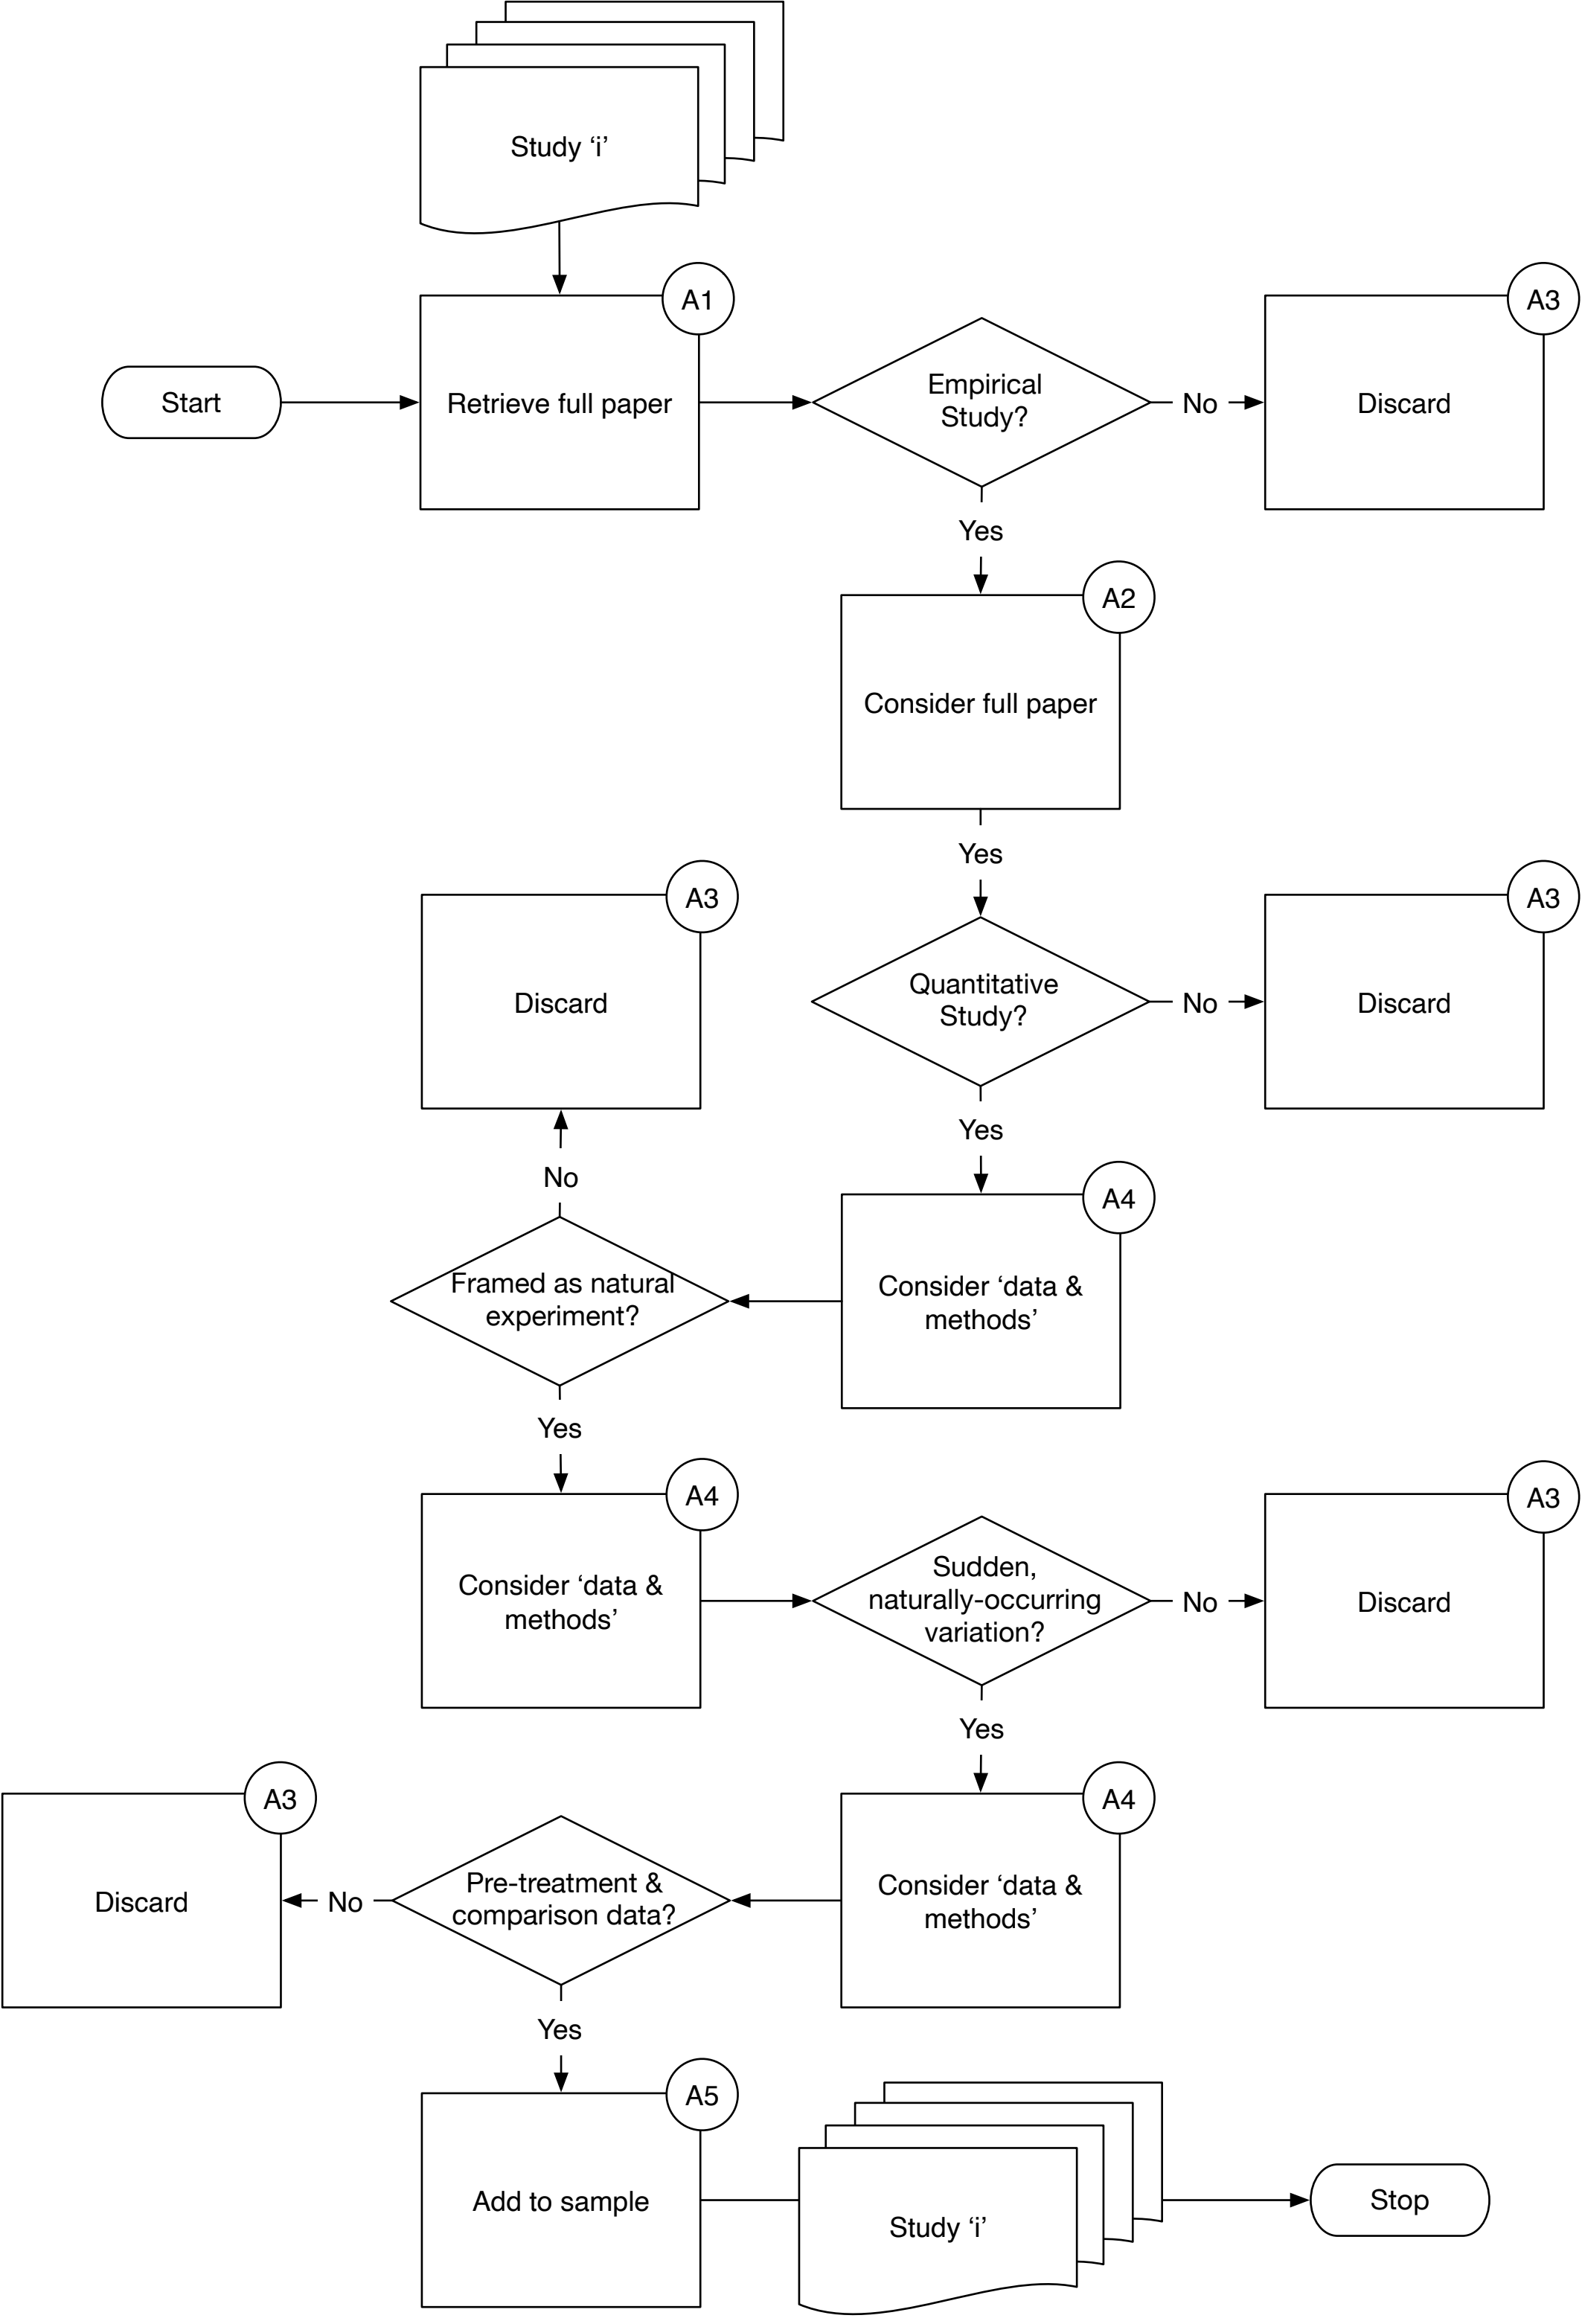 Study ‘i’
A1
A3
Start
Retrieve full paper
Empirical
Study?
No
Discard
Yes
A2
Consider full paper
Yes
A3
A3
Discard
Quantitative
Study?
No
Discard
Yes
No
A4
Framed as natural
experiment?
Consider ‘data &
methods’
Yes
A4
A3
Consider ‘data &
methods’
Sudden,
naturally-occurring
variation?
No
Discard
Yes
A3
A4
Discard
No
Pre-treatment &
comparison data?
Consider ‘data &
methods’
Yes
A5
Add to sample
Study ‘i’
Stop